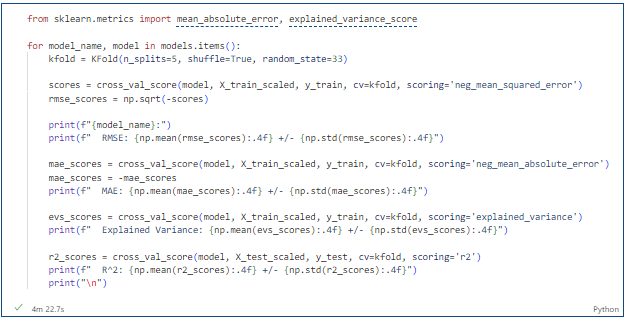 from sklearn.metrics import mean_absolute_error, explained_variance_score

for model_name, model in models.items():
    kfold = KFold(n_splits=5, shuffle=True, random_state=33)

    scores = cross_val_score(model, X_train_scaled, y_train, cv=kfold, scoring='neg_mean_squared_error')
    rmse_scores = np.sqrt(-scores)

    print(f"{model_name}:")
    print(f"  RMSE: {np.mean(rmse_scores):.4f} +/- {np.std(rmse_scores):.4f}")

    mae_scores = cross_val_score(model, X_train_scaled, y_train, cv=kfold, scoring='neg_mean_absolute_error')
    mae_scores = -mae_scores
    print(f"  MAE: {np.mean(mae_scores):.4f} +/- {np.std(mae_scores):.4f}")

    evs_scores = cross_val_score(model, X_train_scaled, y_train, cv=kfold, scoring='explained_variance')
    print(f"  Explained Variance: {np.mean(evs_scores):.4f} +/- {np.std(evs_scores):.4f}")

    r2_scores = cross_val_score(model, X_test_scaled, y_test, cv=kfold, scoring='r2')
    print(f"  R^2: {np.mean(r2_scores):.4f} +/- {np.std(r2_scores):.4f}")
    print("\n")
4m 22.7s
Python